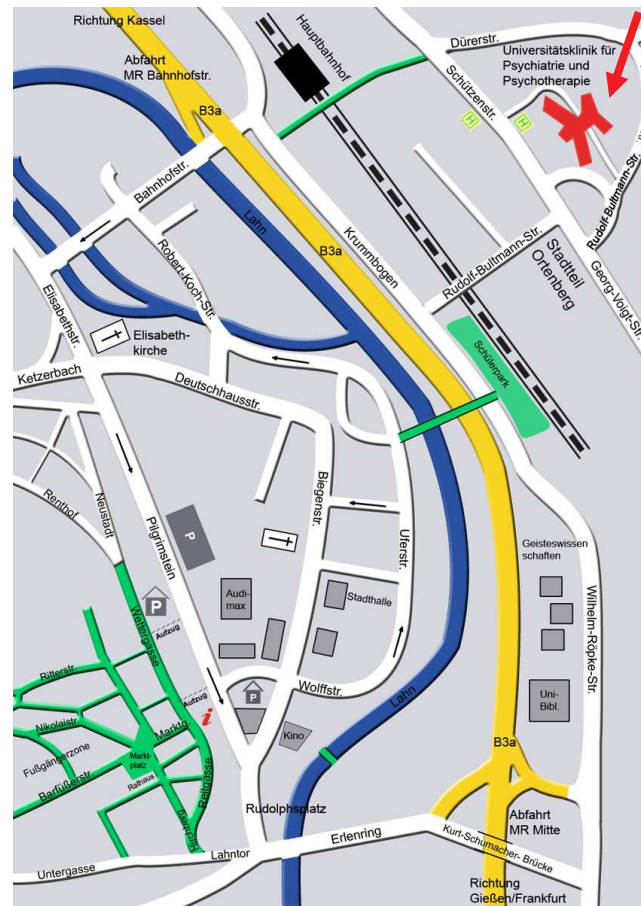 Richtung Kassel
Abfahrt
MR Bahnhofstr.
Hauptbahnhof
Dürerstr.
Universitätsklinik für
Psychiatrie und
Psychotherapie
Schützenstr.
B3a
H
H
Bahnhofstr.
Lahn
B3a
Krummbogen
Rudolf-Bultmann-Str.
Rudolf-Bultmann-Str.
Stadtteil
Ortenberg
Georg-Voigt-Str.
Robert-Koch-Str.
Elisabethstr.
Elisabeth-
kirche
Ketzerbach
Deutschhausstr.
Schülerpark
Biegenstr.
Renthof
Neustadt
Pilgrimstein
P
Uferstr.
Geisteswissen
schaften
Wilhelm-Röpke-Str.
P
Audi-
max
Stadthalle
Wettergasse
Aufzug
Ritterstr.
Aufzug
Wolffstr.
Lahn
Uni-
Bibl.
Nikolaistr.
Marktg.
i
P
Kino
Fußgängerzone
Markt-
platz
B3a
Barfüßerstr.
Rathaus
Reitgasse
Hirschberg
Rudolphsplatz
Abfahrt
MR Mitte
Erlenring
Kurt-Schumacher- Brücke
Untergasse
Lahntor
Richtung
Gießen/Frankfurt